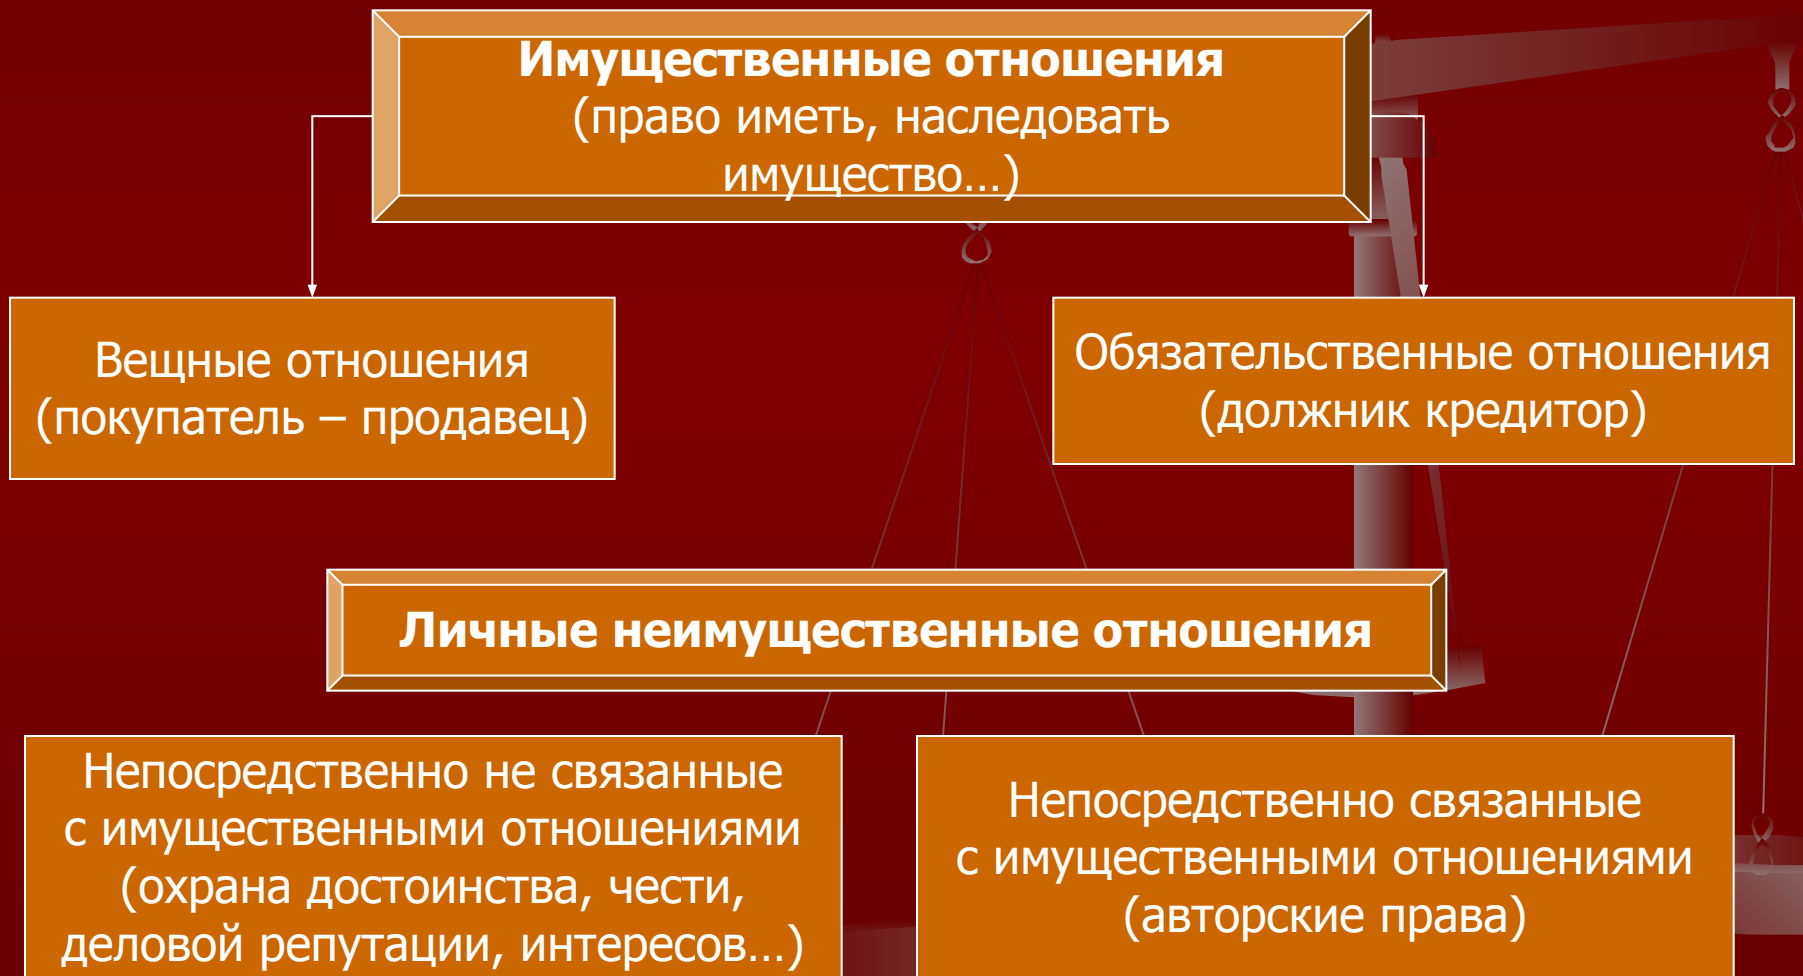 Имущественные отношения
(право иметь, наследовать
имущество...)
Вещные отношения
(покупатель – продавец)
Обязательственные отношения
(должник кредитор)
Личные неимущественные отношения
Непосредственно не связанные
с имущественными отношениями
(охрана достоинства, чести,
деловой репутации, интересов...)
Непосредственно связанные
с имущественными отношениями
(авторские права)